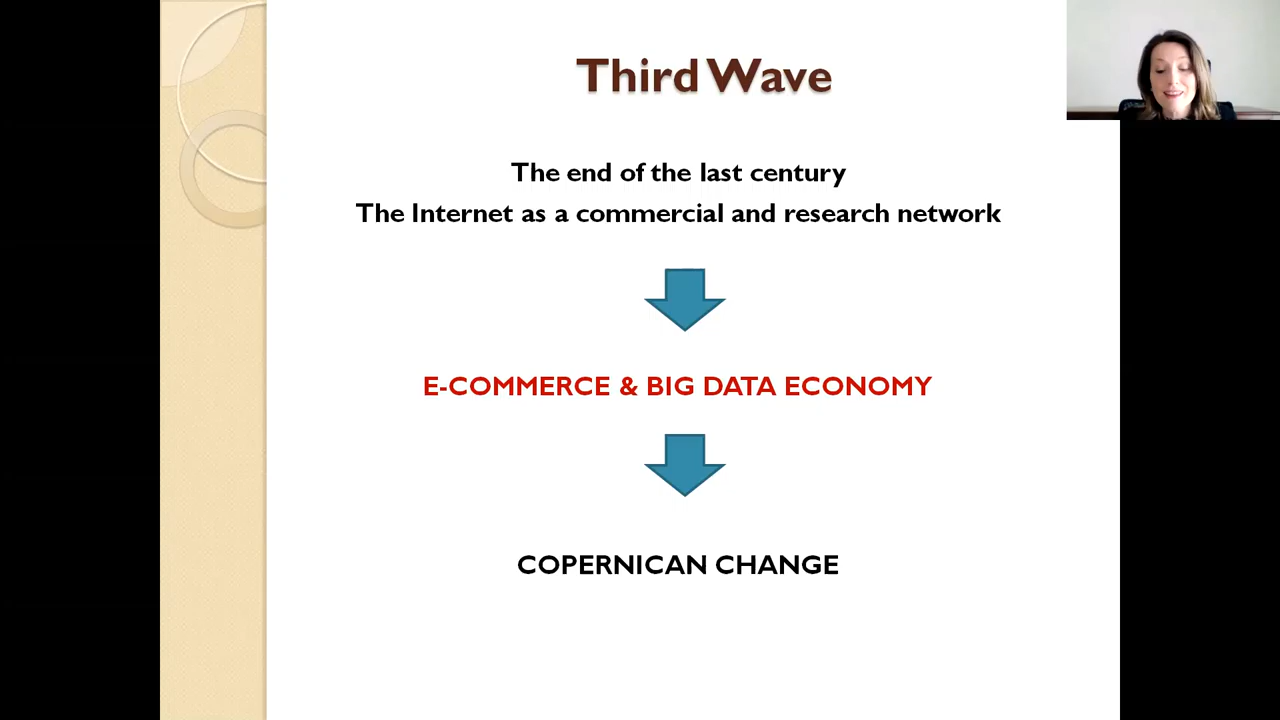 Third Wave
The end of the last century
The Internet as a commercial and research network
E-COMMERCE & BIG DATA ECONOMY
COPERNICAN CHANGE